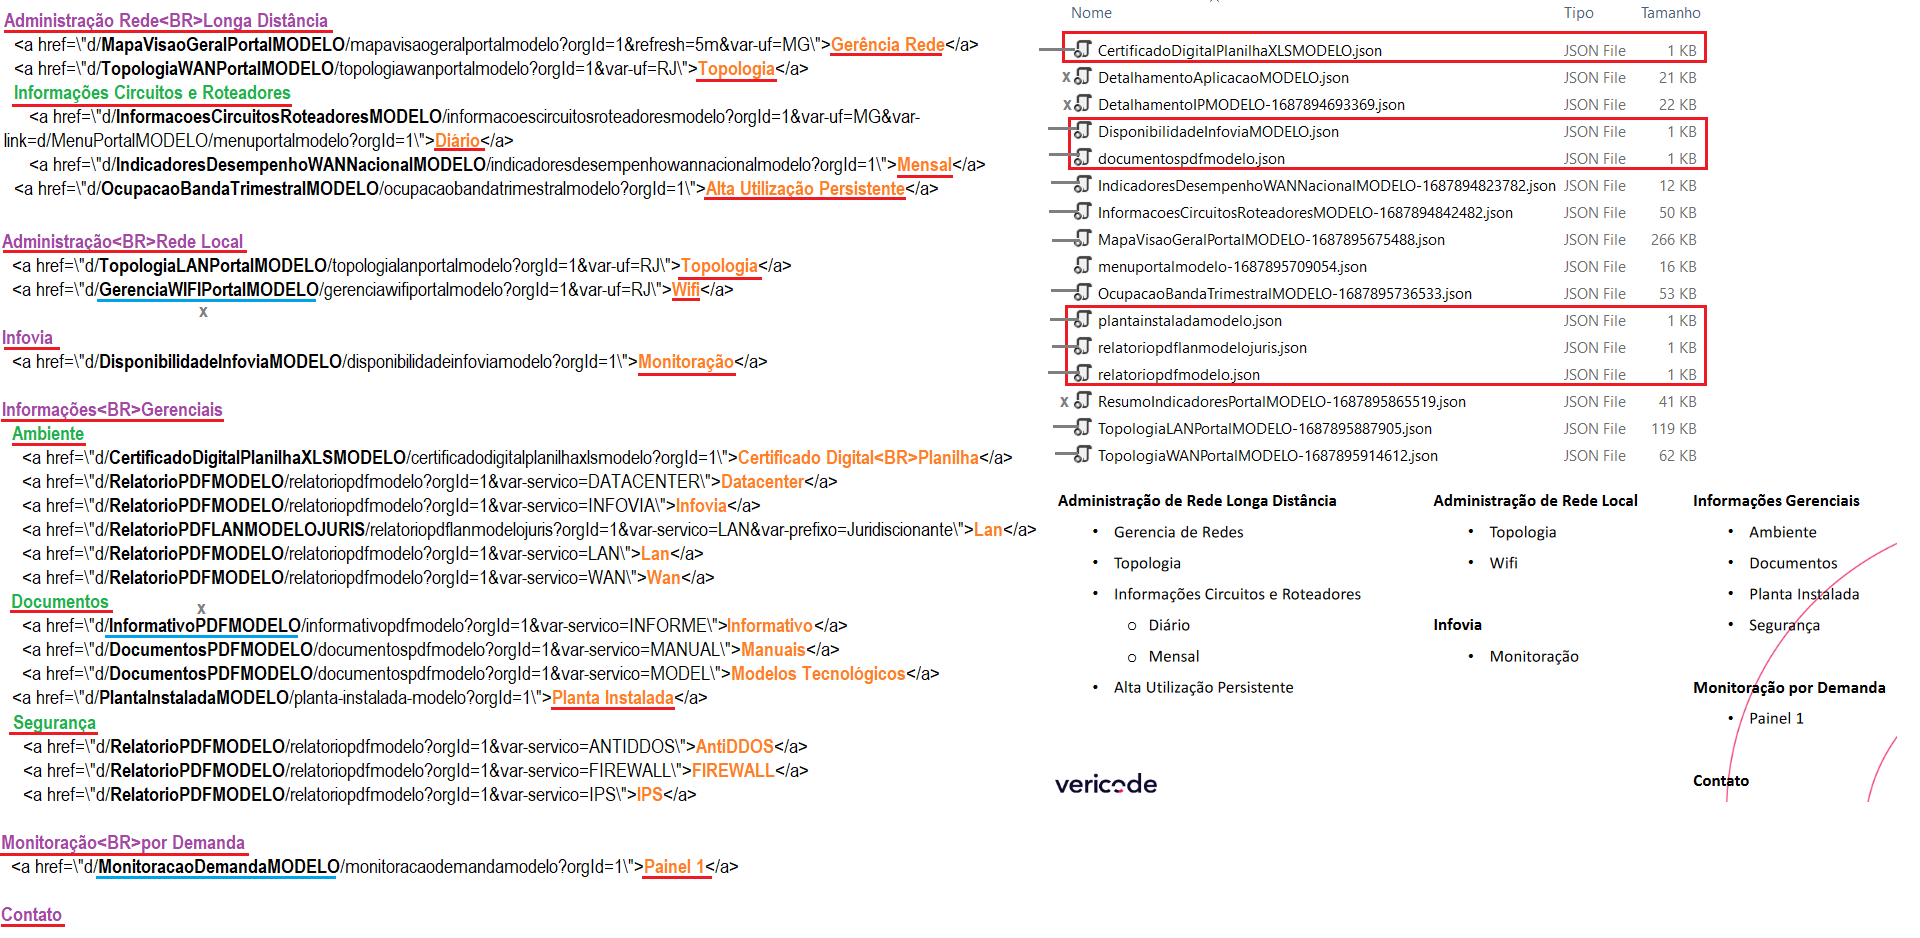 Administração Rede<BR>Longa Distância
<a href=\"d/MapaVisaoGeralPortalMODELO/mapavisaogeralportalmodelo?orgId=1&refresh=5m&var-uf=MG\">Gerência Rede</a>
<a href=\"d/TopologiaWANPortalMODELO/topologiawanportalmodelo?orgId=1&var-uf=RJ\">Topologia</a>
Informações Circuitos e Roteadores
<a href=\"d/InformacoesCircuitosRoteadoresMODELO/informacoescircuitosroteadoresmodelo?orgId=1&var-uf=MG&var-
link=d/MenuPortalMODELO/menuportalmodelo?orgId=1\">Diário</a>
<a href=\"d/IndicadoresDesempenhoWANNacionalMODELO/indicadoresdesempenhowannacionalmodelo?orgId=1\">Mensal</a>
<a href=\"d/OcupacaoBandaTrimestralMODELO/ocupacaobandatrimestralmodelo?orgId=1\">Alta Utilização Persistente</a>
Administração<BR>Rede Local
<a href=\"d/TopologiaLANPortalMODELO/topologialanportalmodelo?orgId=1&var-uf=RJ\">Topologia</a>
<a href=\"d/GerenciaWIFIPortalMODELO/gerenciawifiportalmodelo?orgId=1&var-uf=RJ\">Wifi</a>
x
Infovia
<a href=\"d/DisponibilidadeInfoviaMODELO/disponibilidadeinfoviamodelo?orgId=1\">Monitoração</a>
Informações<BR>Gerenciais
Ambiente
<a href=\"d/CertificadoDigitalPlanilhaXLSMODELO/certificadodigitalplanilhaxlsmodelo?orgId=1\">Certificado Digital<BR>Planilha</a>
<a href=\"d/RelatorioPDFMODELO/relatoriopdfmodelo?orgId=1&var-servico=DATACENTER\">Datacenter</a>
<a href=\"d/RelatorioPDFMODELO/relatoriopdfmodelo?orgId=1&var-servico=INFOVIA\">Infovia</a>
<a href=\"d/RelatorioPDFLANMODELOJURIS/relatoriopdflanmodelojuris?orgId=1&var-servico=LAN&var-prefixo=Juridiscionante\">Lan</a>
<a href=\"d/RelatorioPDFMODELO/relatoriopdfmodelo?orgId=1&var-servico=LAN\">Lan</a>
<a href=\"d/RelatorioPDFMODELO/relatoriopdfmodelo?orgId=1&var-servico=WAN\">Wan</a>
Documentos
x
<a href=\"d/InformativoPDFMODELO/informativopdfmodelo?orgId=1&var-servico=INFORME\">Informativo</a>
<a href=\"d/DocumentosPDFMODELO/documentospdfmodelo?orgId=1&var-servico=MANUAL\">Manuais</a>
<a href=\"d/DocumentosPDFMODELO/documentospdfmodelo?orgId=1&var-servico=MODEL\">Modelos Tecnológicos</a>
<a href=\"d/PlantaInstaladaMODELO/planta-instalada-modelo?orgId=1\">Planta Instalada</a>
Segurança
<a href=\"d/RelatorioPDFMODELO/relatoriopdfmodelo?orgId=1&var-servico=ANTIDDOS\">AntiDDOS</a>
<a href=\"d/RelatorioPDFMODELO/relatoriopdfmodelo?orgId=1&var-servico=FIREWALL\">FIREWALL</a>
<a href=\"d/RelatorioPDFMODELO/relatoriopdfmodelo?orgId=1&var-servico=IPS\">IPS</a>
Monitoração<BR>por Demanda
<a href=\"d/MonitoracaoDemandaMODELO/monitoracaodemandamodelo?orgId=1\">Painel 1</a>
Contato
Nome Tipo Tamanho
CertificadoDigitalPlanilhaXLSMODELO.json JSON File 1 KB
x DetalhamentoAplicacaoMODELO.json JSON File 21 KB
x DetalhamentoIPMODELO-1687894693369.json JSON File 22 KB
DisponibilidadeInfoviaMODELO.json JSON File 1 KB
documentospdfmodelo.json JSON File 1 KB
IndicadoresDesempenhoWANNacionalMODELO-1687894823782.json JSON File 12 KB
InformacoesCircuitosRoteadoresMODELO-1687894842482.json JSON File 50 KB
MapaVisaoGeralPortalMODELO-1687895675488.json JSON File 266 KB
menuportalmodelo-1687895709054.json JSON File 16 KB
OcupacaoBandaTrimestralMODELO-1687895736533.json JSON File 53 KB
plantainstaladamodelo.json JSON File 1 KB
relatoriopdflanmodelojuris.json JSON File 1 KB
relatoriopdfmodelo.json JSON File 1 KB
x ResumoIndicadoresPortalMODELO-1687895865519.json JSON File 41 KB
TopologiaLANPortalMODELO-1687895887905.json JSON File 119 KB
TopologiaWANPortalMODELO-1687895914612.json JSON File 62 KB
Administração de Rede Longa Distância
• Gerencia de Redes
• Topologia
• Informações Circuitos e Roteadores
o Diário
o Mensal
• Alta Utilização Persistente
Administração de Rede Local
• Topologia
• Wifi
Infovia
• Monitoração
Informações Gerenciais
• Ambiente
• Documentos
• Planta Instalada
• Segurança
Monitoração por Demanda
• Painel 1
Contato
vericode